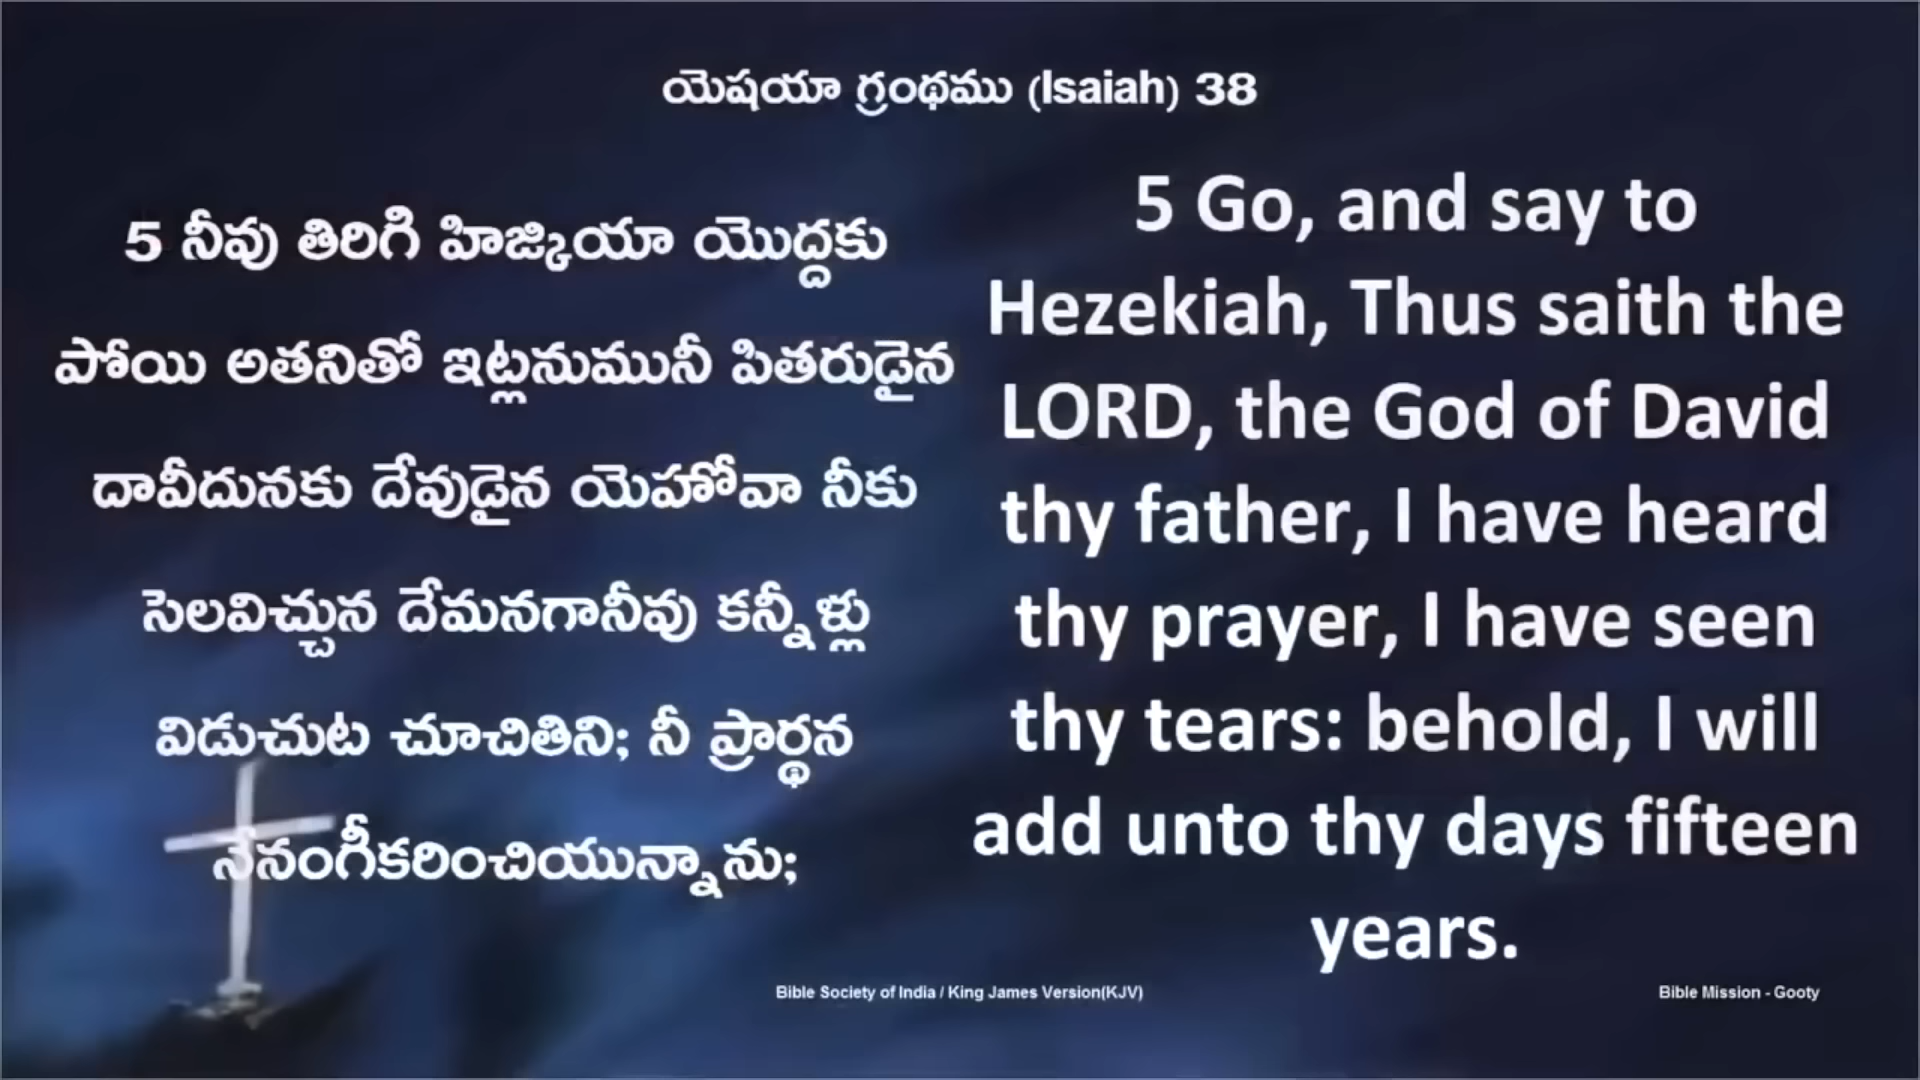 యెషయా గ్రంథము (Isaiah) 38
5 నీవు తిరిగి హిజ్కియా యొద్దకు
పోయి అతనితో ఇట్లనుమునీ పితరుడైన
దావీదునకు దేవుడైన యెహోవా నీకు
సెలవిచ్చున దేమనగానీవు కన్నీళ్లు
విడుచుట చూచితిని; నీ ప్రార్థన
నేనంగీకరించియున్నాను;
5 Go, and say to
Hezekiah, Thus saith the
LORD, the God of David
thy father, I have heard
thy prayer, I have seen
thy tears: behold, I will
add unto thy days fifteen
years.
Bible Society of India / King James Version(KJV)
Bible Mission - Gooty